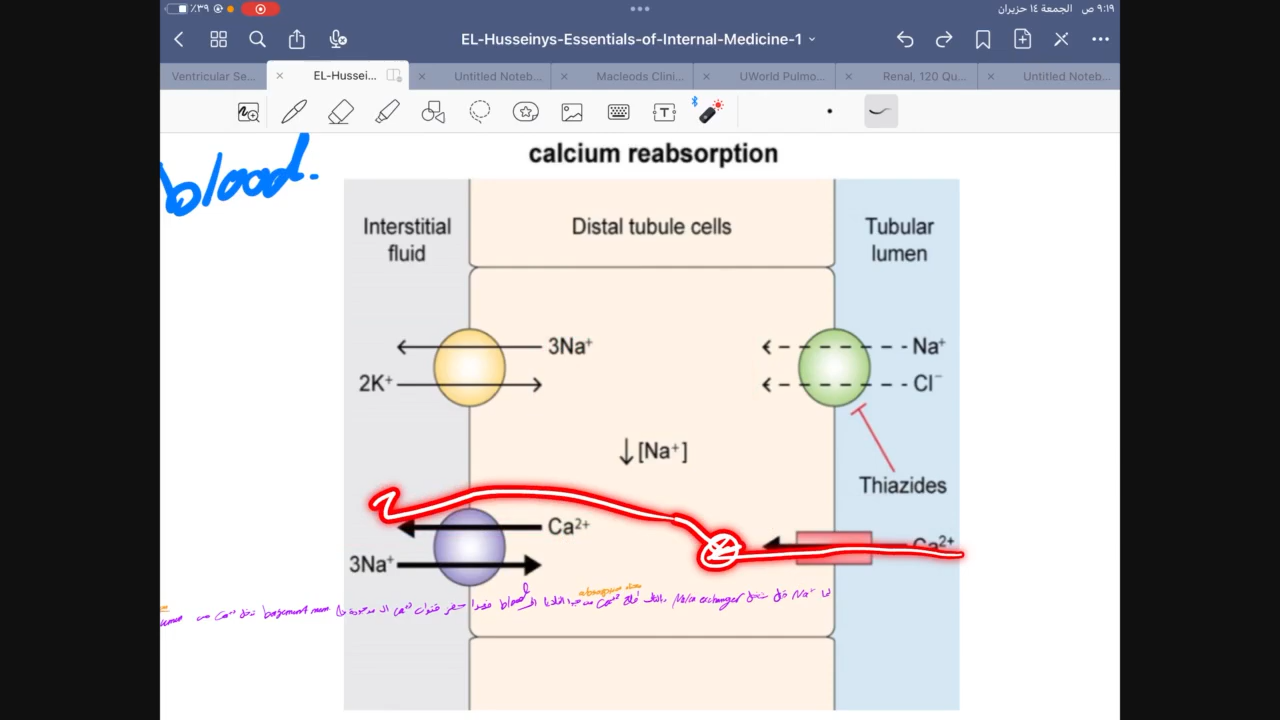 ٩:١٩ ص الجمعة ١٤ حزيران
٪٣٩
EL-Husseinys-Essentials-of-Internal-Medicine-1
Ventricular Se...
EL-Hussei...
Untitled Noteb...
Macleods Clini...
UWorld Pulmo...
Renal, 120 Qu...
Untitled Noteb...
blood.
calcium reabsorption
Interstitial fluid
Distal tubule cells
Tubular lumen
3Na⁺
Na⁺
2K⁺
Cl⁻
↓[Na⁺]
Thiazides
Ca²⁺
Ca²⁺
3Na⁺